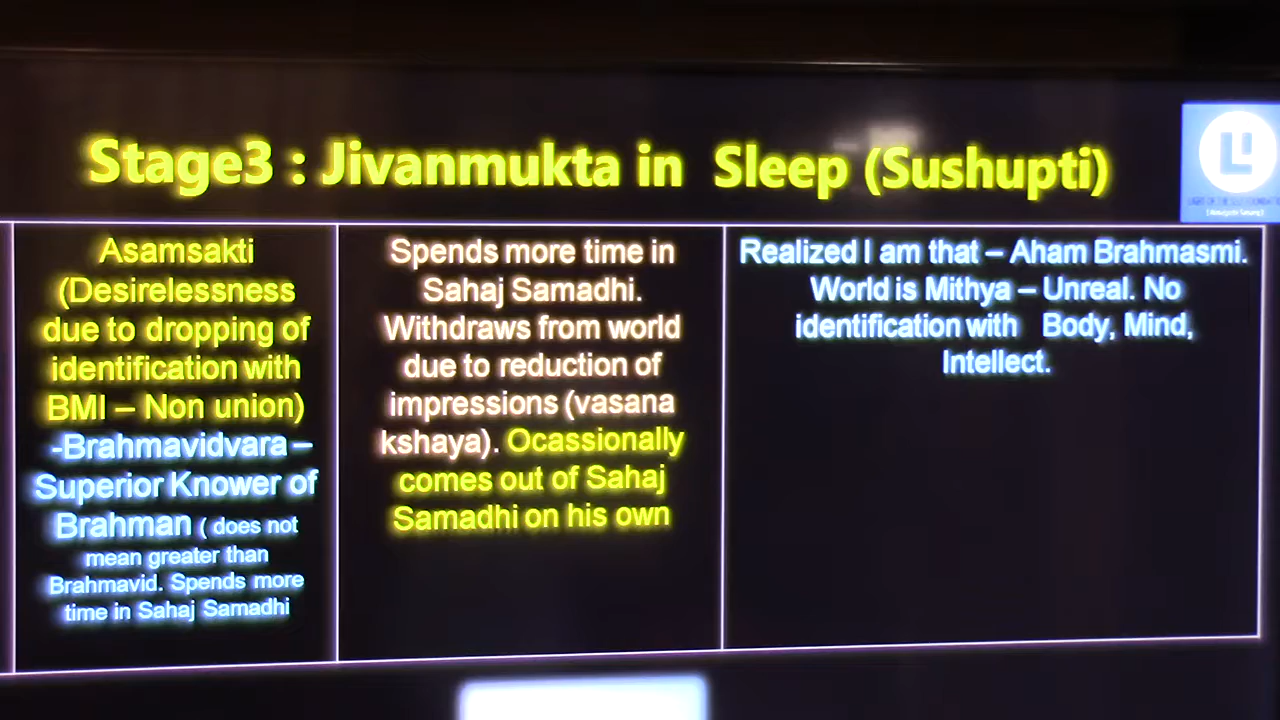 Stage3 : Jivanmukta in Sleep (Sushupti)
Asamsakti
(Desirelessness
due to dropping of
identification with
BMI – Non union)
-Brahmavidvara –
Superior Knower of
Brahman ( does not
mean greater than
Brahmavid. Spends more
time in Sahaj Samadhi
Spends more time in
Sahaj Samadhi.
Withdraws from world
due to reduction of
impressions (vasana
kshaya). Ocassionally
comes out of Sahaj
Samadhi on his own
Realized I am that – Aham Brahmasmi.
World is Mithya – Unreal. No
identification with Body, Mind,
Intellect.